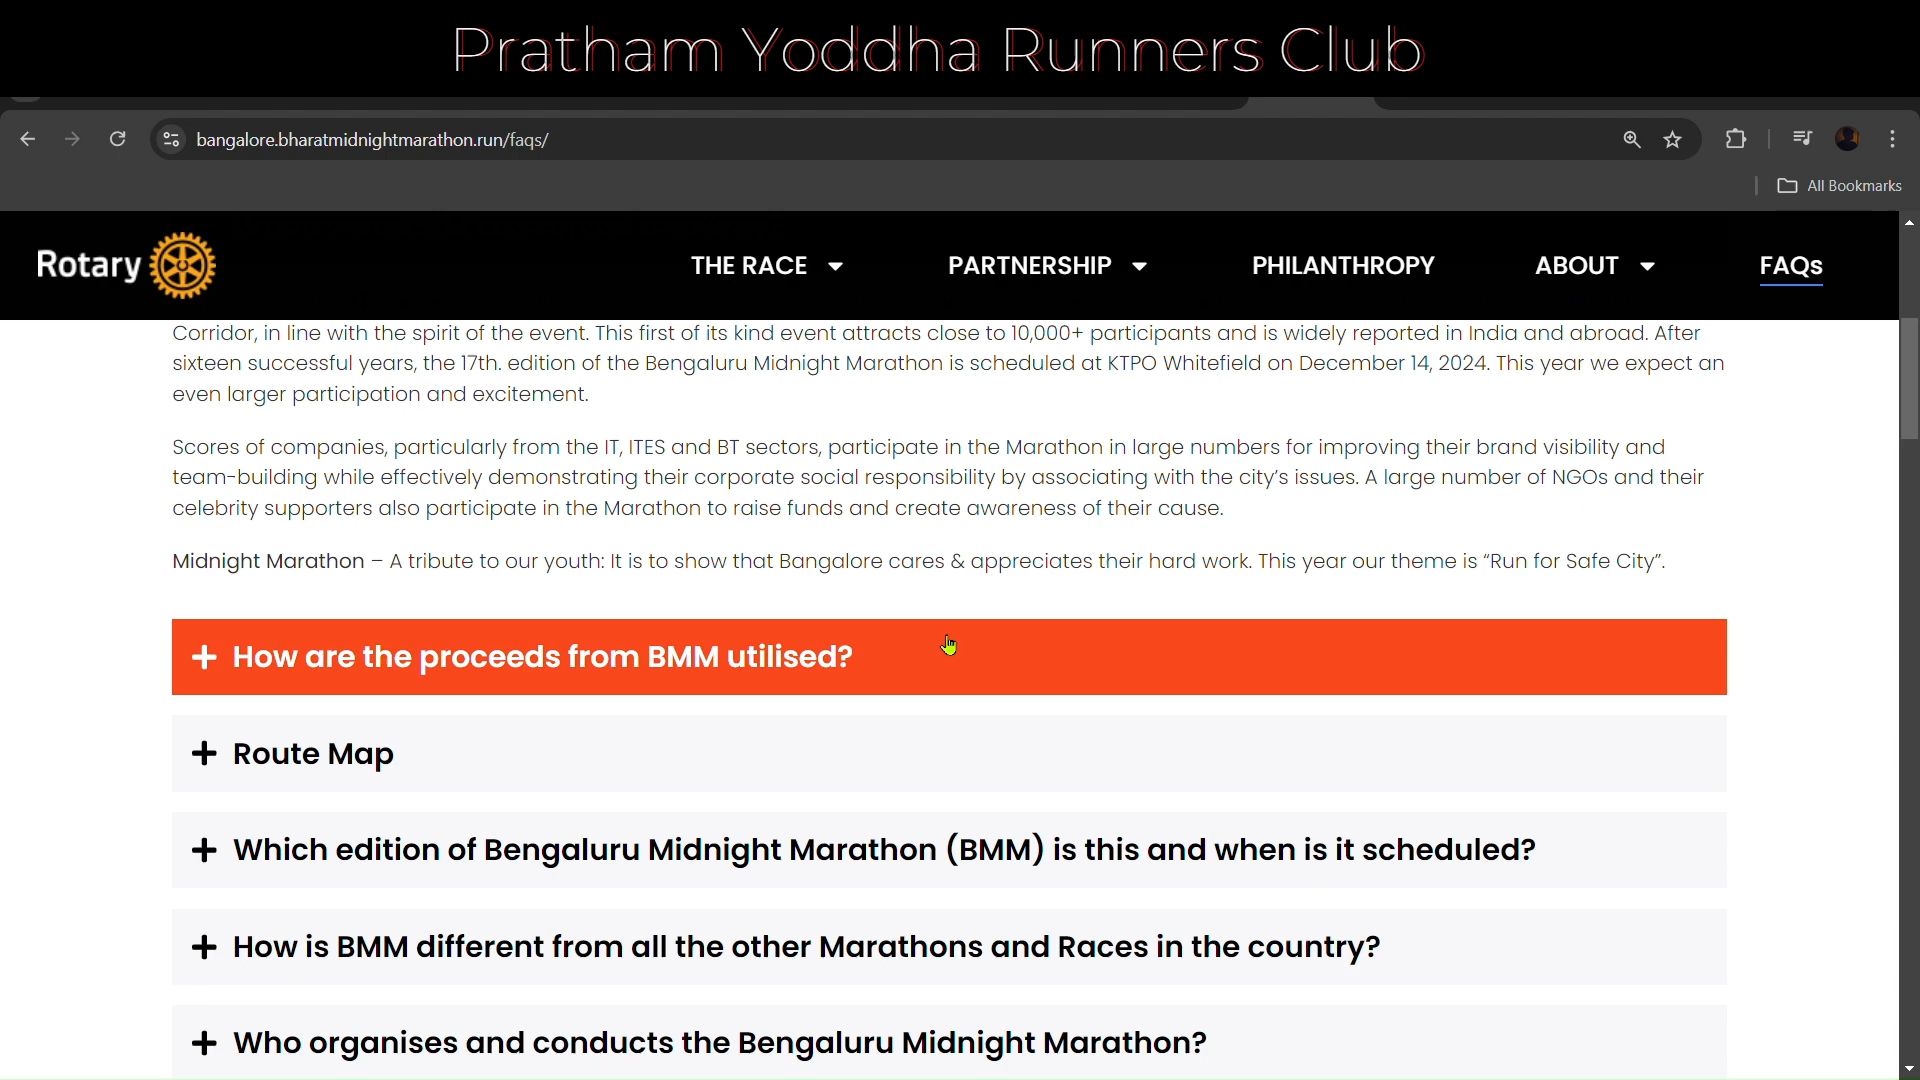 Pratham Yoddha Runners Club
bangalore.bharatmidnightmarathon.run/faqs/
All Bookmarks
Rotary
THE RACE
PARTNERSHIP
PHILANTHROPY
ABOUT
FAQs
Corridor, in line with the spirit of the event. This first of its kind event attracts close to 10,000+ participants and is widely reported in India and abroad. After
sixteen successful years, the 17th. edition of the Bengaluru Midnight Marathon is scheduled at KTPO Whitefield on December 14, 2024. This year we expect an
even larger participation and excitement.
Scores of companies, particularly from the IT, ITES and BT sectors, participate in the Marathon in large numbers for improving their brand visibility and
team-building while effectively demonstrating their corporate social responsibility by associating with the city’s issues. A large number of NGOs and their
celebrity supporters also participate in the Marathon to raise funds and create awareness of their cause.
Midnight Marathon – A tribute to our youth: It is to show that Bangalore cares & appreciates their hard work. This year our theme is “Run for Safe City”.
+ How are the proceeds from BMM utilised?
+ Route Map
+ Which edition of Bengaluru Midnight Marathon (BMM) is this and when is it scheduled?
+ How is BMM different from all the other Marathons and Races in the country?
+ Who organises and conducts the Bengaluru Midnight Marathon?